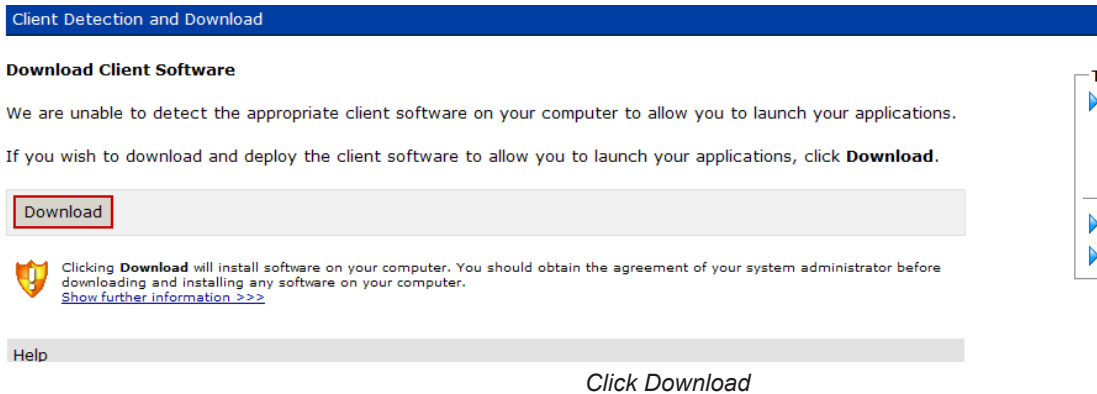 Client Detection and Download
Download Client Software
We are unable to detect the appropriate client software on your computer to allow you to launch your applications.
If you wish to download and deploy the client software to allow you to launch your applications, click Download.
Download
Clicking Download will install software on your computer. You should obtain the agreement of your system administrator before
downloading and installing any software on your computer.
Show further information >>>
Help
Click Download